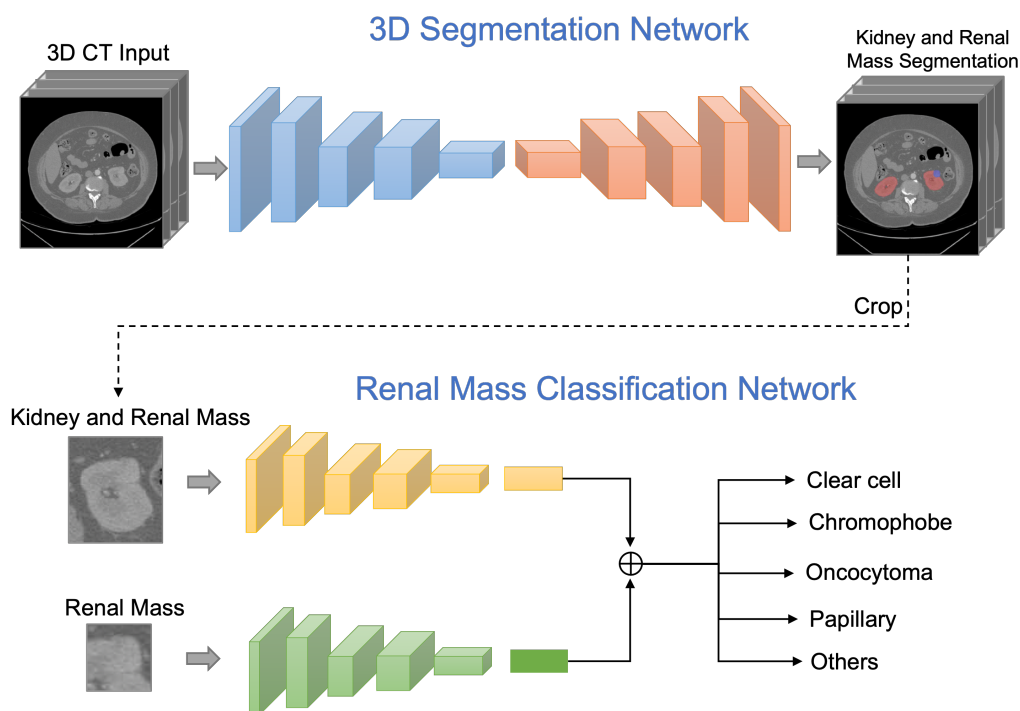 3D Segmentation Network
3D CT Input
Kidney and Renal
Mass Segmentation
Crop
Renal Mass Classification Network
Kidney and Renal Mass
Clear cell
Chromophobe
Oncocytoma
Renal Mass
Papillary
Others